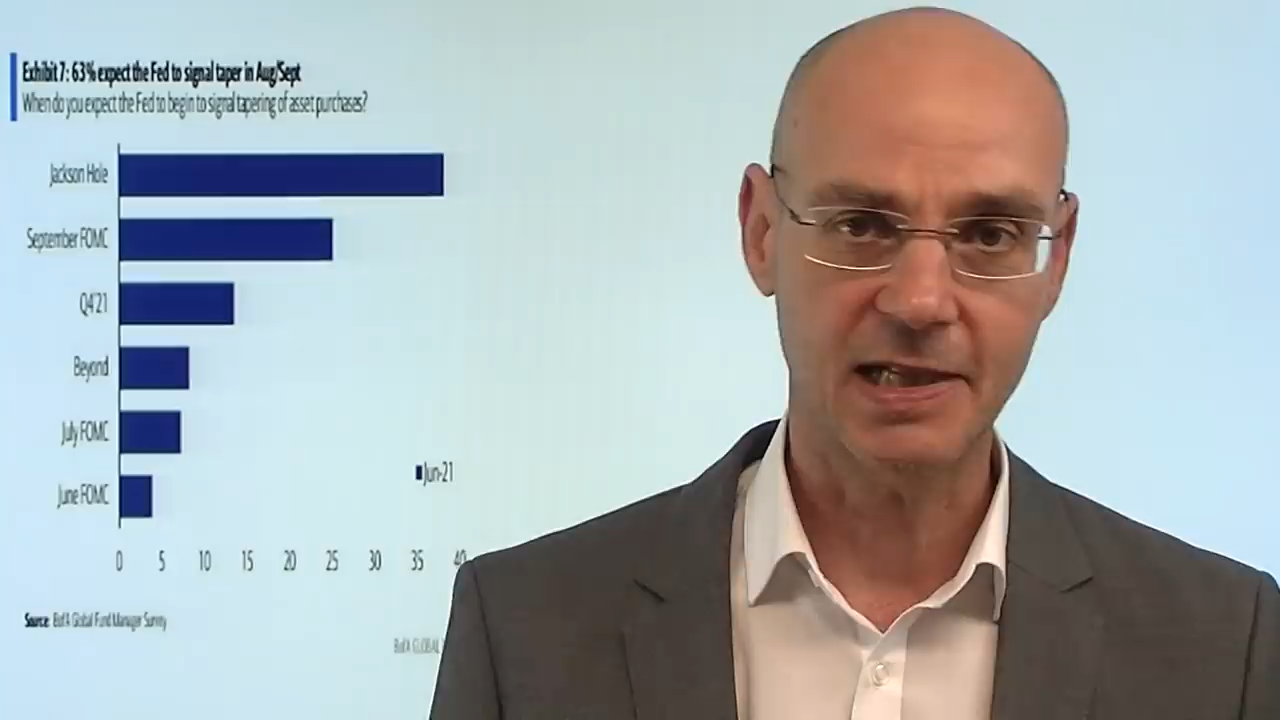 Exhibit 7: 63% expect the Fed to signal taper in Aug/Sept
When do you expect the Fed to begin to signal tapering of asset purchases?
Jackson Hole
September FOMC
Q4'21
Beyond
July FOMC
June FOMC
Jun-21
0 5 10 15 20 25 30 35 40
Source: BofA Global Fund Manager Survey
BofA GLOBAL